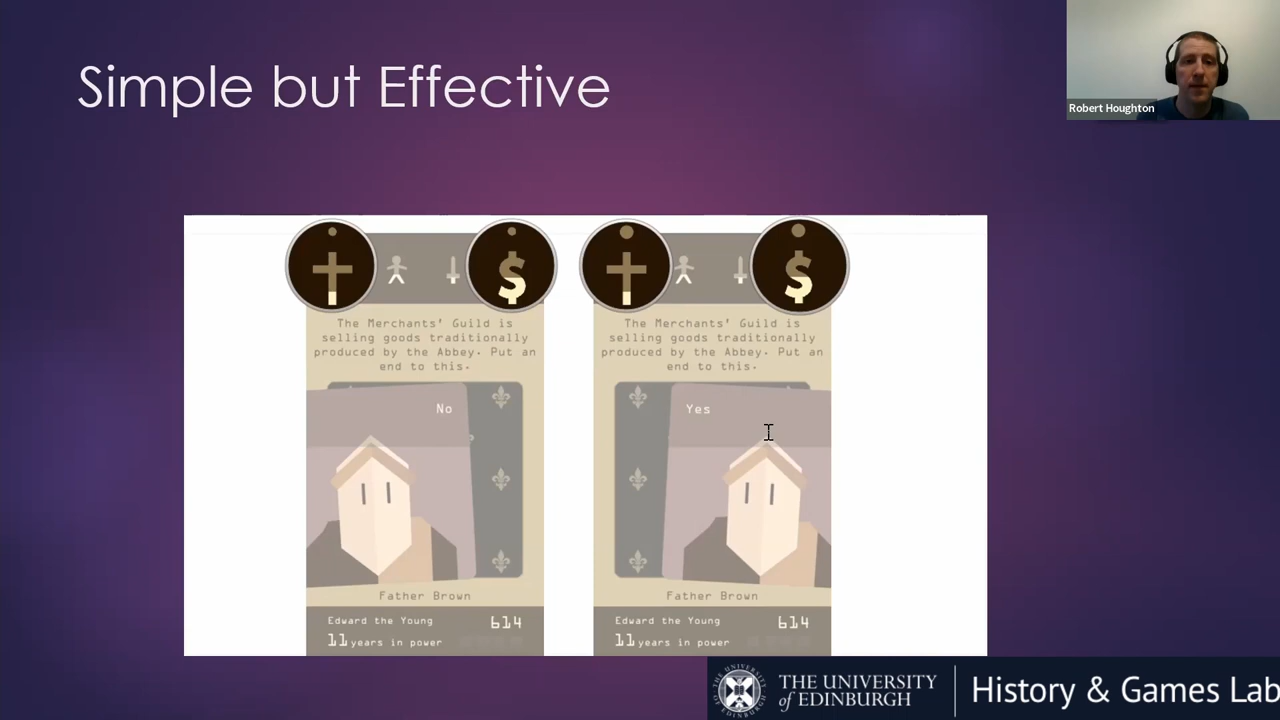 Simple but Effective
Robert Houghton
The Merchants' Guild is
selling goods traditionally
produced by the Abbey. Put an
end to this.
No
Father Brown
Edward the Young
614
11 years in power
The Merchants' Guild is
selling goods traditionally
produced by the Abbey. Put an
end to this.
Yes
Father Brown
Edward the Young
614
11 years in power
THE UNIVERSITY
of EDINBURGH
History & Games Lab